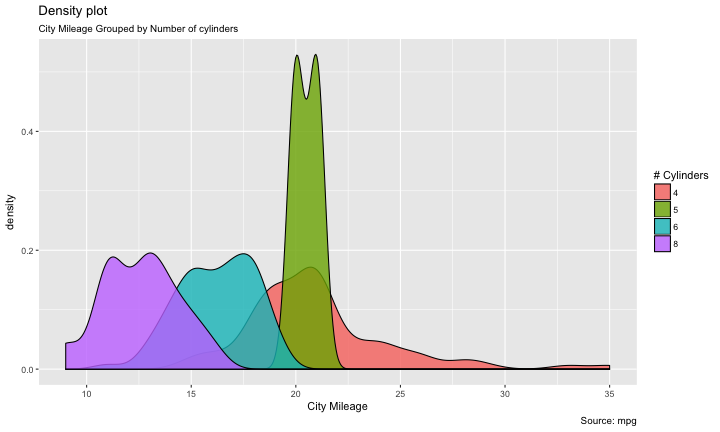 Density plot
City Mileage Grouped by Number of cylinders
density
0.4
0.2
0.0
10 15 20 25 30 35
City Mileage
# Cylinders
4
5
6
8
Source: mpg